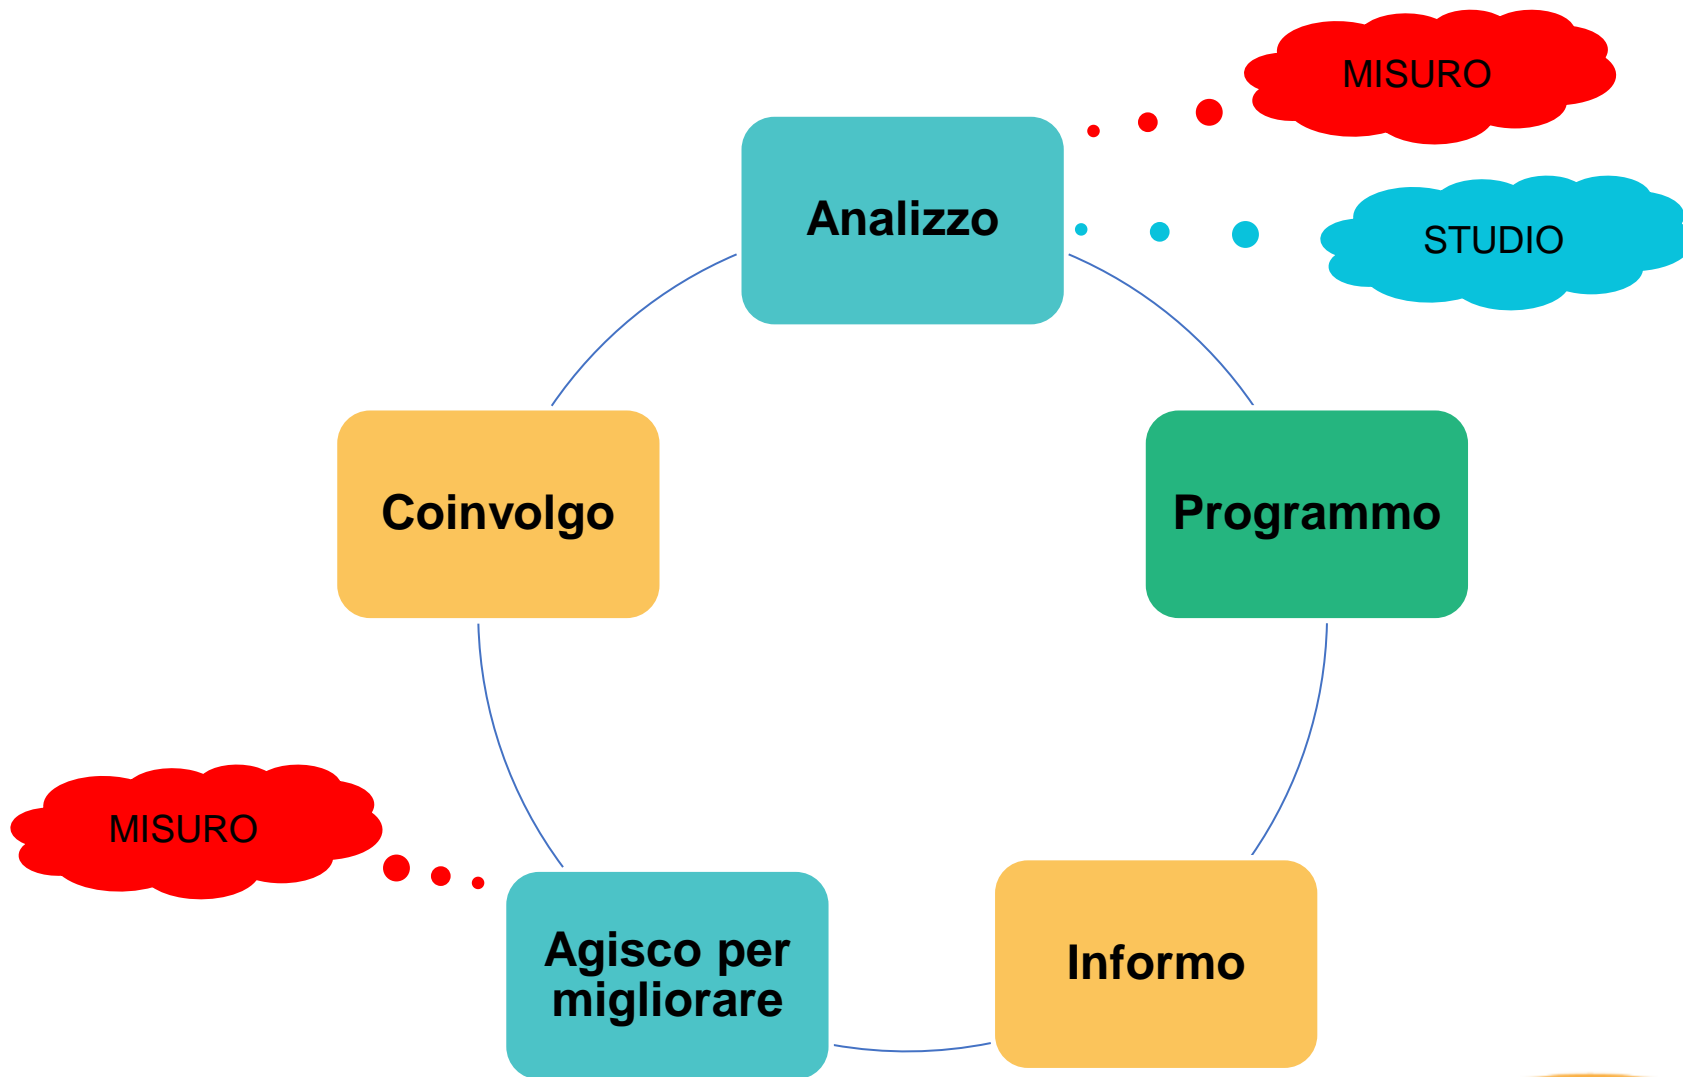 MISURO
Analizzo
STUDIO
Coinvolgo
Programmo
MISURO
Agisco per
migliorare
Informo